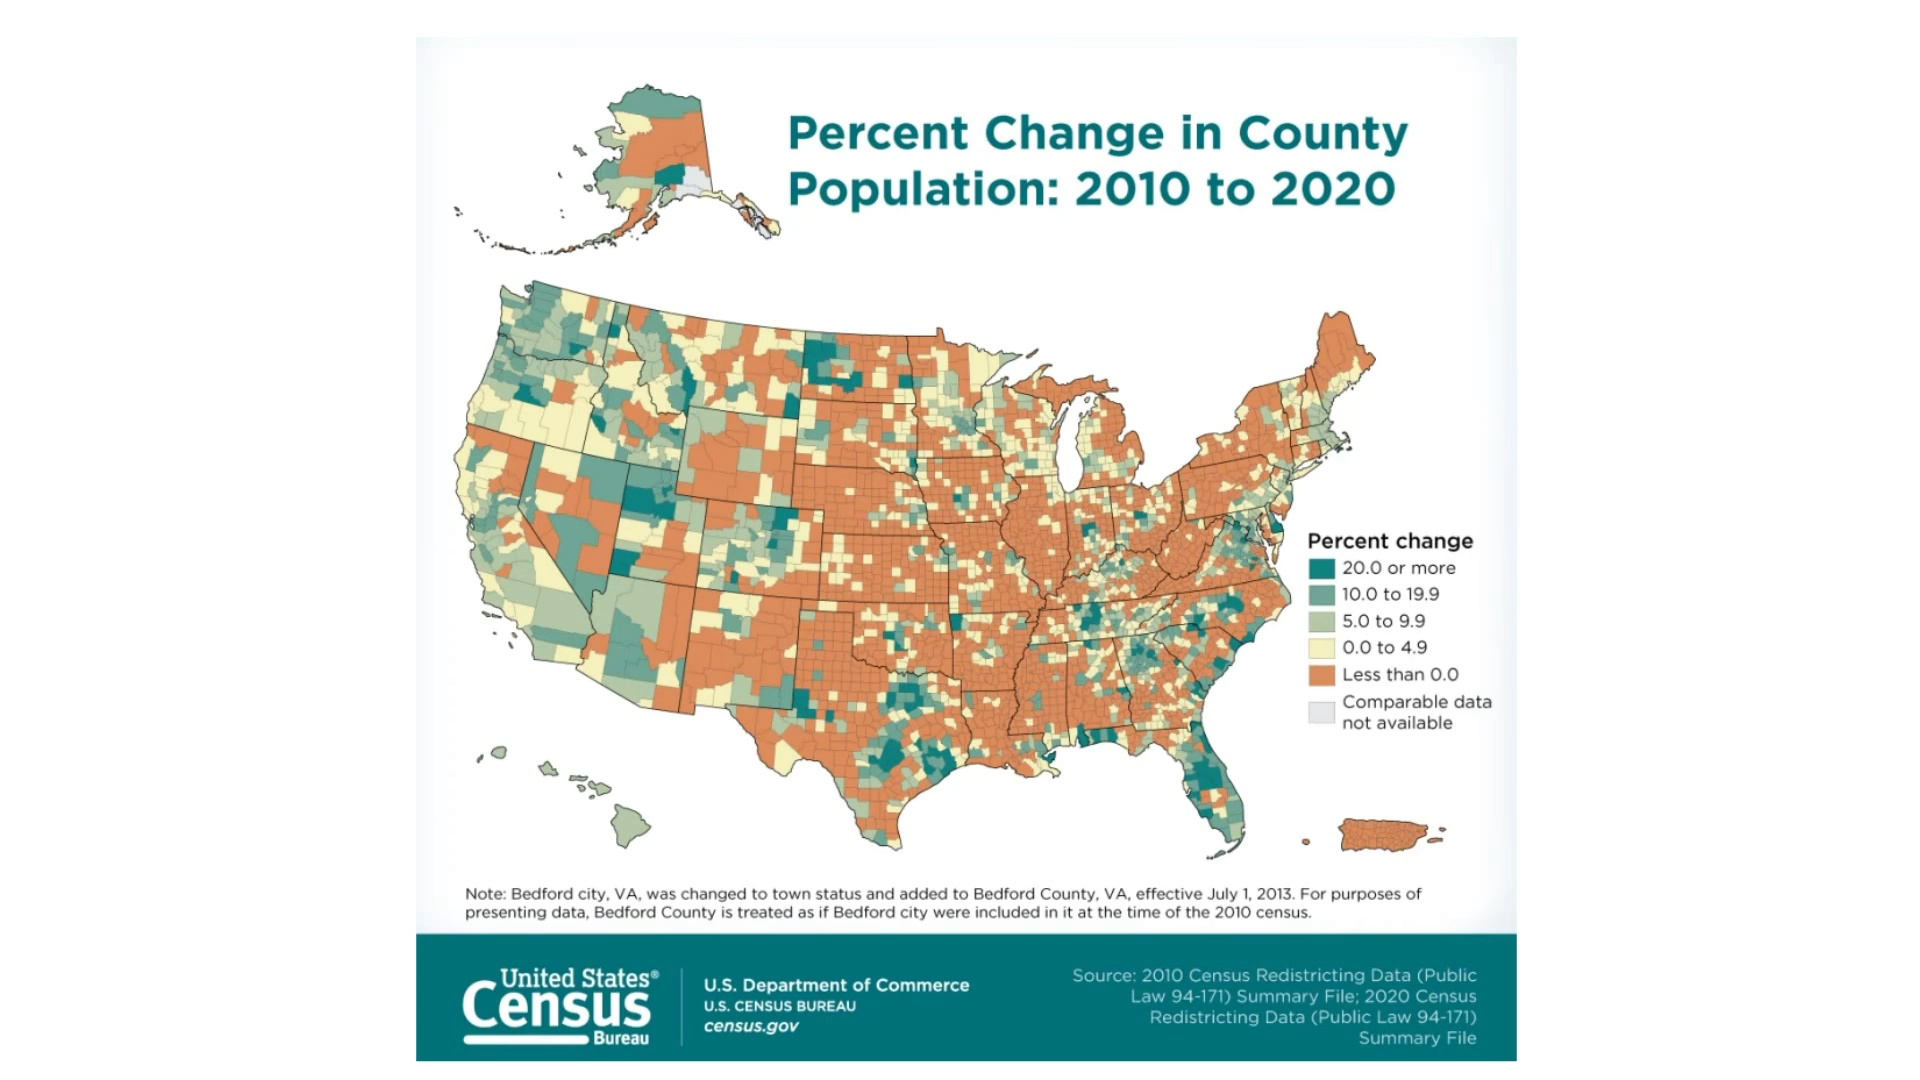 Percent Change in County
Population: 2010 to 2020
Percent change
20.0 or more
10.0 to 19.9
5.0 to 9.9
0.0 to 4.9
Less than 0.0
Comparable data
not available
Note: Bedford city, VA, was changed to town status and added to Bedford County, VA, effective July 1, 2013. For purposes of
presenting data, Bedford County is treated as if Bedford city were included in it at the time of the 2010 census.
United States®
Census
Bureau
U.S. Department of Commerce
U.S. CENSUS BUREAU
census.gov
Source: 2010 Census Redistricting Data (Public
Law 94-171) Summary File; 2020 Census
Redistricting Data (Public Law 94-171)
Summary File